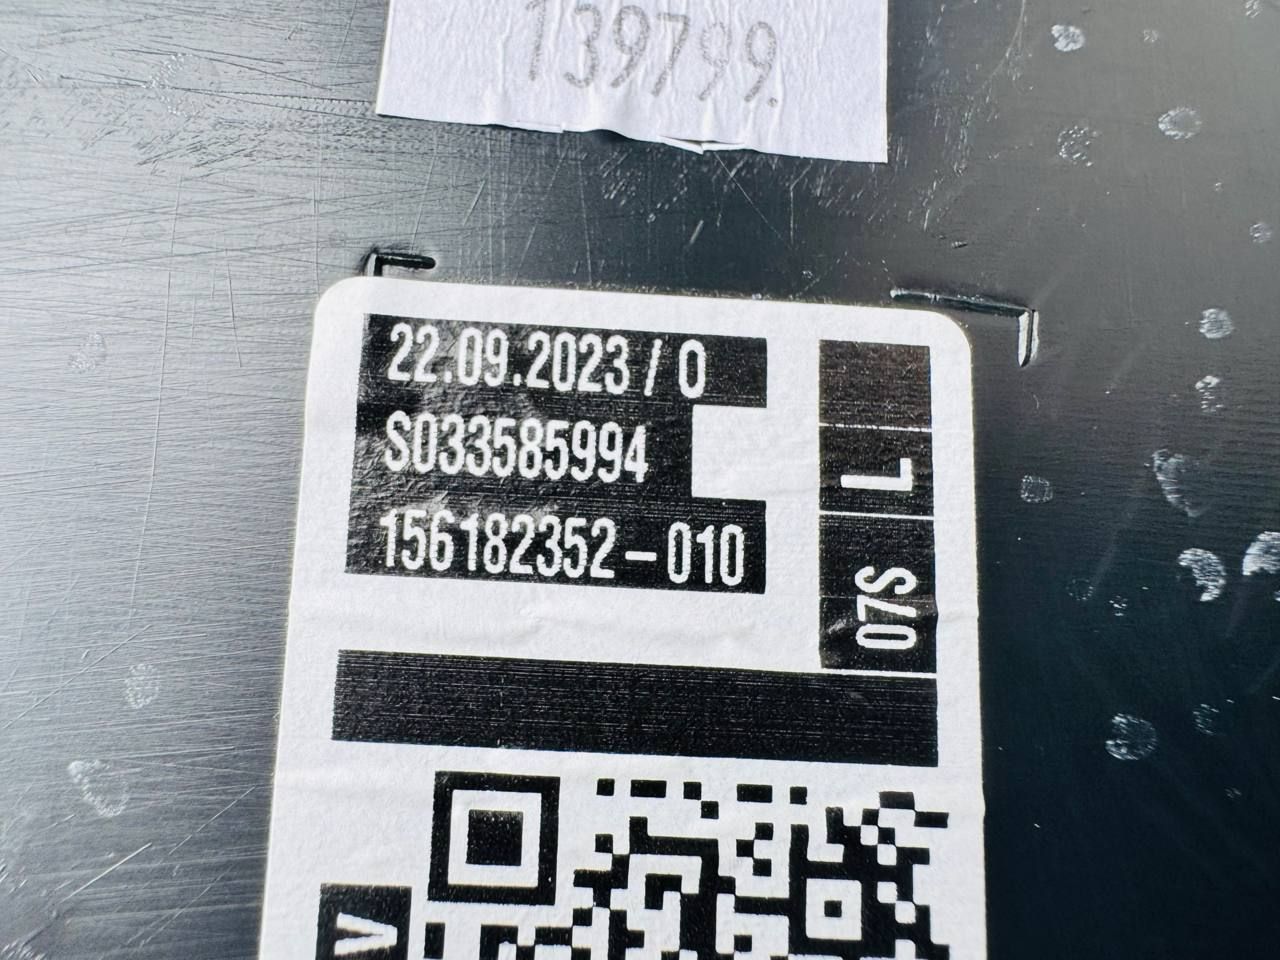 139799.
22.09.2023 / 0
S033585994
156182352-010
L
07S
V